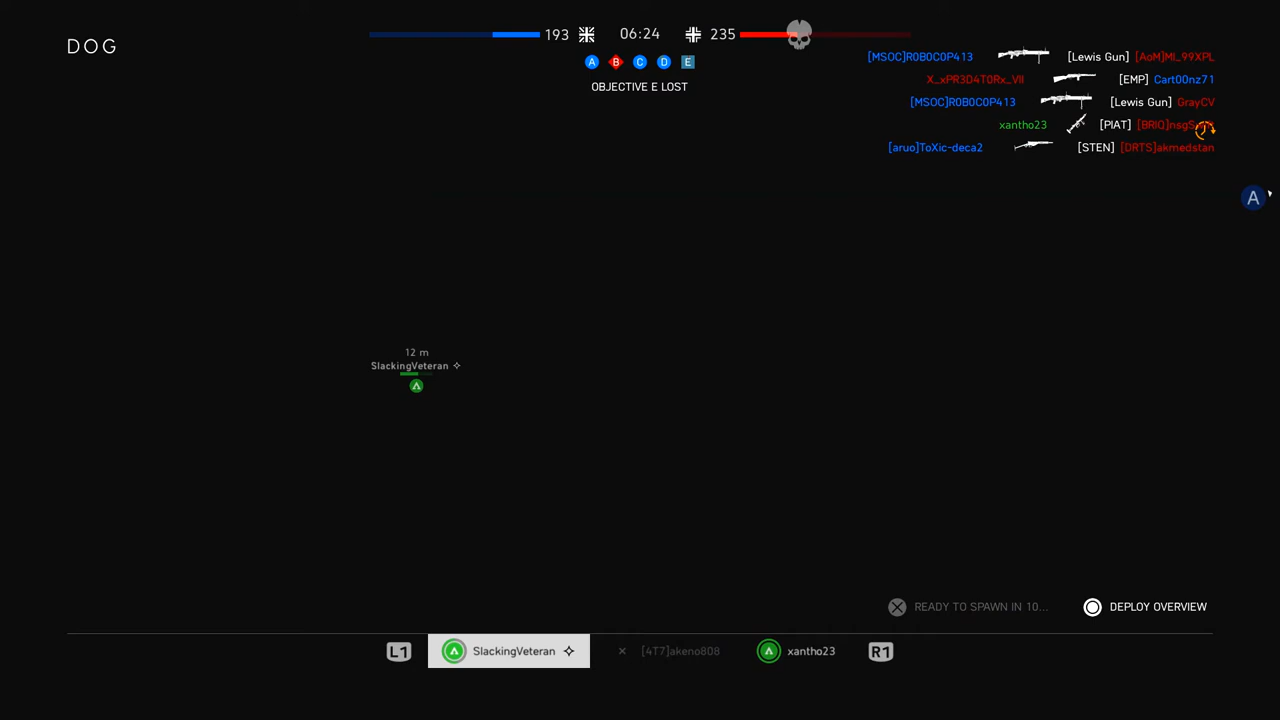 DOG
193 06:24 235
A B C D E
OBJECTIVE E LOST
[MSOC]R0B0C0P413 [Lewis Gun] [AoM]MI_99XPL
X_xPR3D4T0Rx_VII [EMP] Cart00nz71
[MSOC]R0B0C0P413 [Lewis Gun] GrayCV
xantho23 [PIAT]
[aruo]ToXic-deca2 [STEN] [DRTS]akmedstan
A
12 m
SlackingVeteran
READY TO SPAWN IN 10... DEPLOY OVERVIEW
L1 SlackingVeteran [4T7]akeno808 xantho23 R1